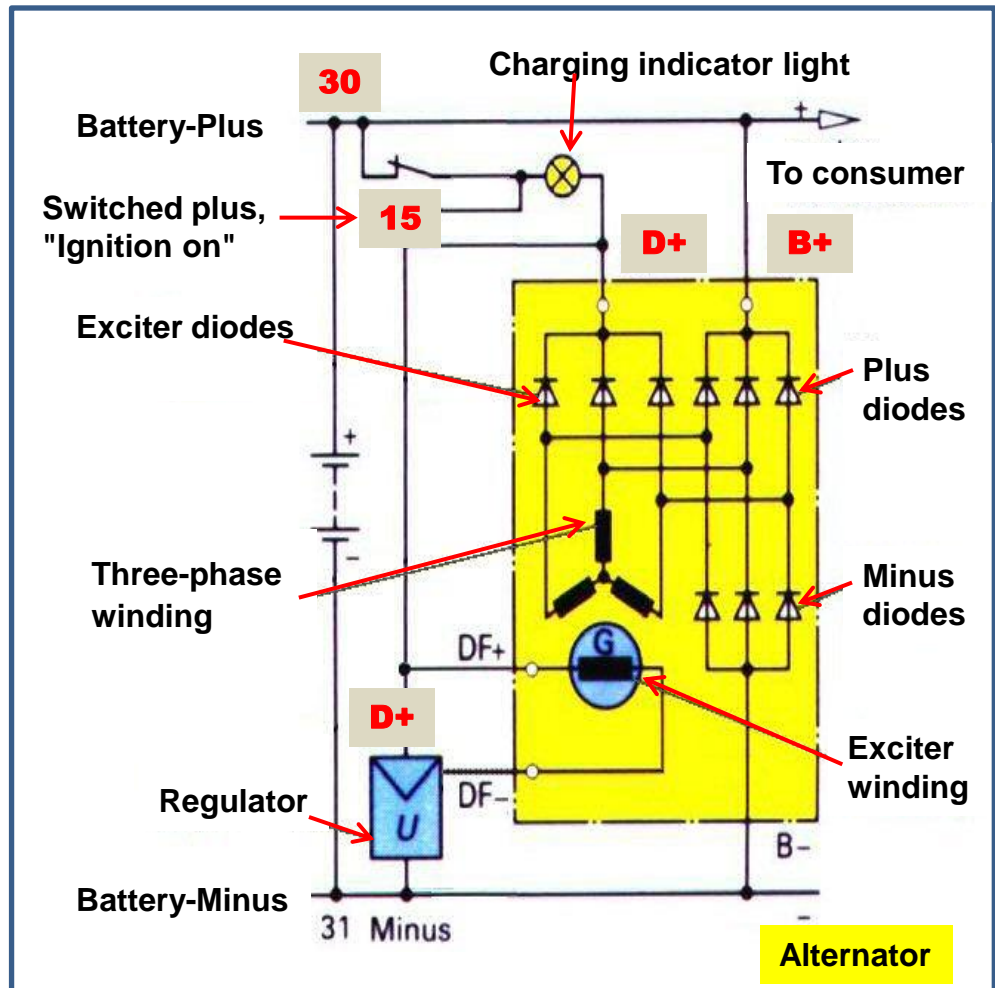 Charging indicator light
30
Battery-Plus
+
To consumer
Switched plus,
"Ignition on"
15
D+
B+
Exciter diodes
Plus
diodes
+
-
Three-phase
winding
Minus
diodes
G
DF+
D+
Exciter
winding
DF-
Regulator
U
B-
Battery-Minus
31 Minus
-
Alternator